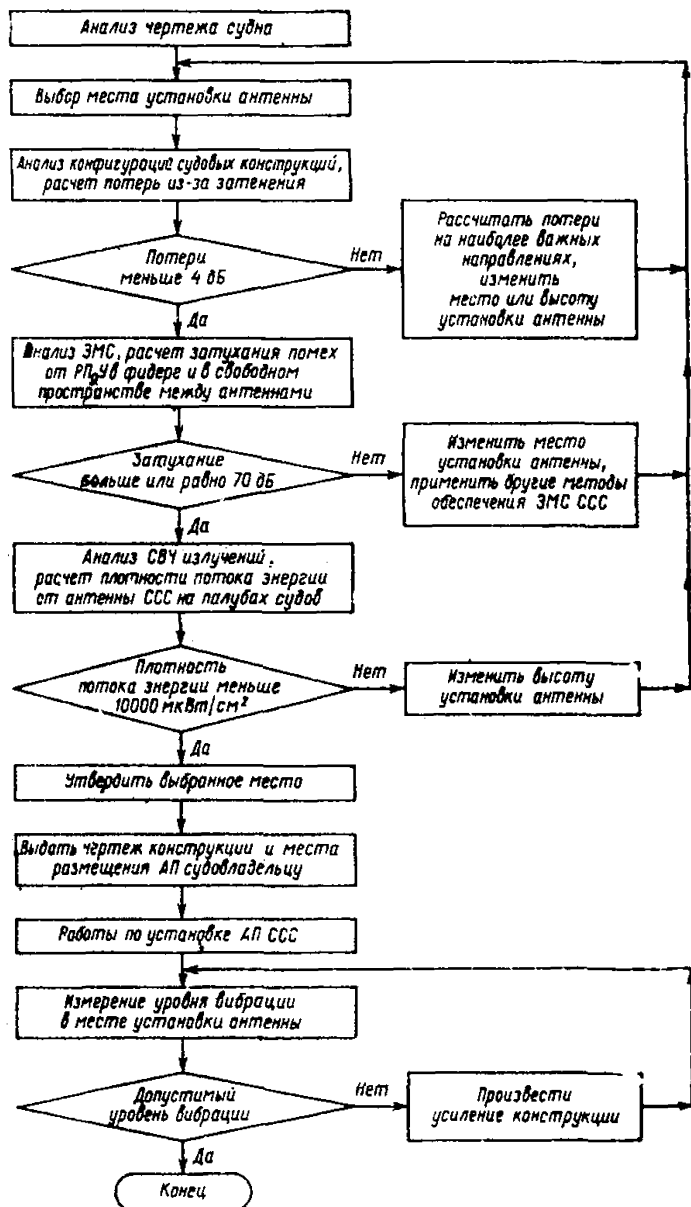 Анализ чертежа судна
Выбор места установки антенны
Анализ конфигураций судовых конструкций,
расчет потерь из-за затенения
Потери
меньше 4 дБ
Нет
Рассчитать потери
на наиболее важных
направлениях,
изменить
место или высоту
установки антенны
Да
Анализ ЭМС, расчет затухания помех
от РПдУ в фидере и в свободном
пространстве между антеннами
Затухание
больше или равно 70 дБ
Нет
Изменить место
установки антенны,
применить другие методы
обеспечения ЭМС ССС
Да
Анализ СВЧ излучений,
расчет плотности потока энергии
от антенны ССС на палубах судов
Плотность
потока энергии меньше
10000 мкВт/см²
Нет
Изменить высоту
установки антенны
Да
Утвердить выбранное место
Выдать чертеж конструкции и места
размещения АП судовладельцу
Работы по установке АП ССС
Измерение уровня вибрации
в месте установки антенны
Допустимый
уровень вибрации
Нет
Произвести
усиление конструкции
Да
Конец